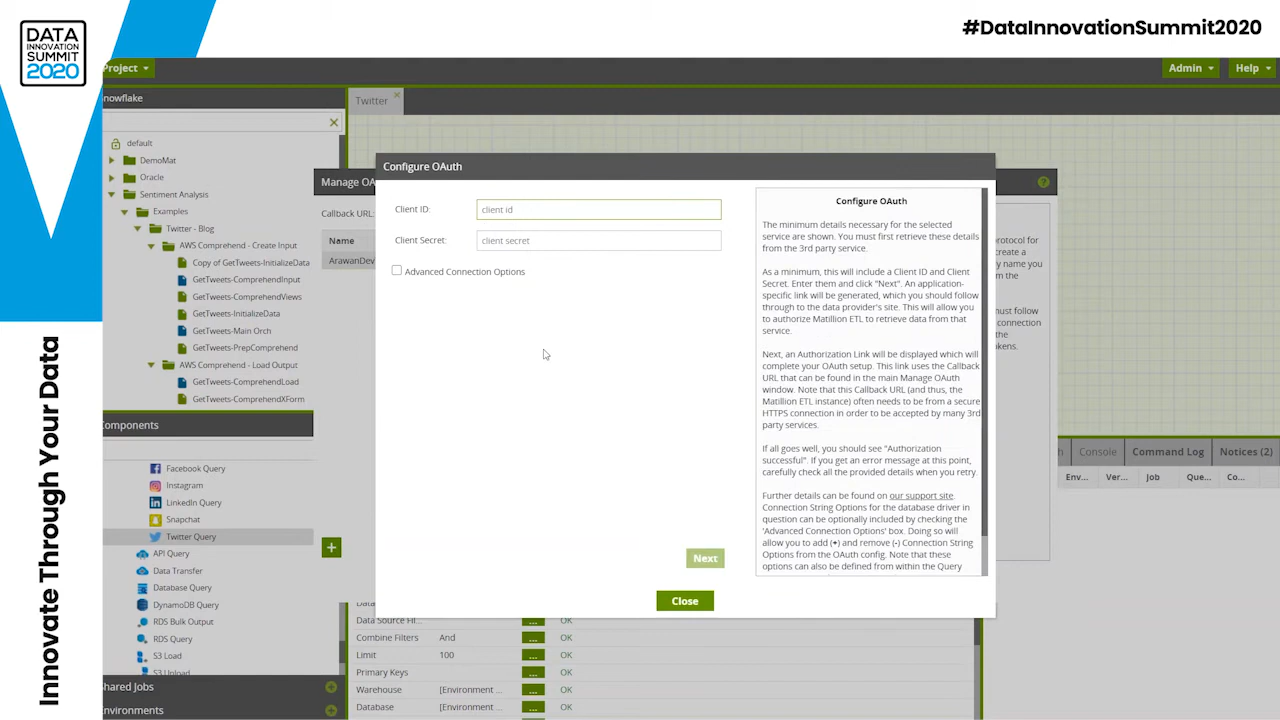 DATA
INNOVATION
SUMMIT
2020
#DataInnovationSummit2020
Innovate Through Your Data
Project
Admin
Help
Snowflake
Twitter
default
DemoMat
Oracle
Sentiment Analysis
Examples
Twitter - Blog
AWS Comprehend - Create Input
Copy of GetTweets-InitializeData
GetTweets-ComprehendInput
GetTweets-ComprehendViews
GetTweets-InitializeData
GetTweets-Main Orch
GetTweets-PrepComprehend
AWS Comprehend - Load Output
GetTweets-ComprehendLoad
GetTweets-ComprehendXForm
Components
Facebook Query
Instagram
LinkedIn Query
Snapchat
Twitter Query
API Query
Data Transfer
Database Query
DynamoDB Query
RDS Bulk Output
RDS Query
S3 Load
S3 Unload
Shared Jobs
Environments
Manage OA
Callback URL:
Name
ArawanDev
Configure OAuth
Client ID:
client id
Client Secret:
client secret
Advanced Connection Options
Next
Close
Configure OAuth
The minimum details necessary for the selected
service are shown. You must first retrieve these details
from the 3rd party service.
As a minimum, this will include a Client ID and Client
Secret. Enter them and click "Next". An application-
specific link will be generated, which you should follow
through to the data provider's site. This will allow you
to authorize Matillion ETL to retrieve data from that
service.
Next, an Authorization Link will be displayed which will
complete your OAuth setup. This link uses the Callback
URL that can be found in the main Manage OAuth
window. Note that this Callback URL (and thus, the
Matillion ETL instance) often needs to be from a secure
HTTPS connection in order to be accepted by many 3rd
party services.
If all goes well, you should see "Authorization
successful". If you get an error message at this point,
carefully check all the provided details when you retry.
Further details can be found on our support site.
Connection String Options for the database driver in
question can be optionally included by checking the
'Advanced Connection Options' box. Doing so will
allow you to add (+) and remove (-) Connection String
Options from the OAuth config. Note that these
options can also be defined from within the Query
protocol for
create a
y name you
m the
must follow
connection
kens.
h
Console
Command Log
Notices (2)
Env...
Ver...
Job
Que...
Co...
Data Source Fil...
OK
Combine Filters And ... OK
Limit 100 ... OK
Primary Keys ... OK
Warehouse [Environment ... ... OK
Database [Environment ... ... OK